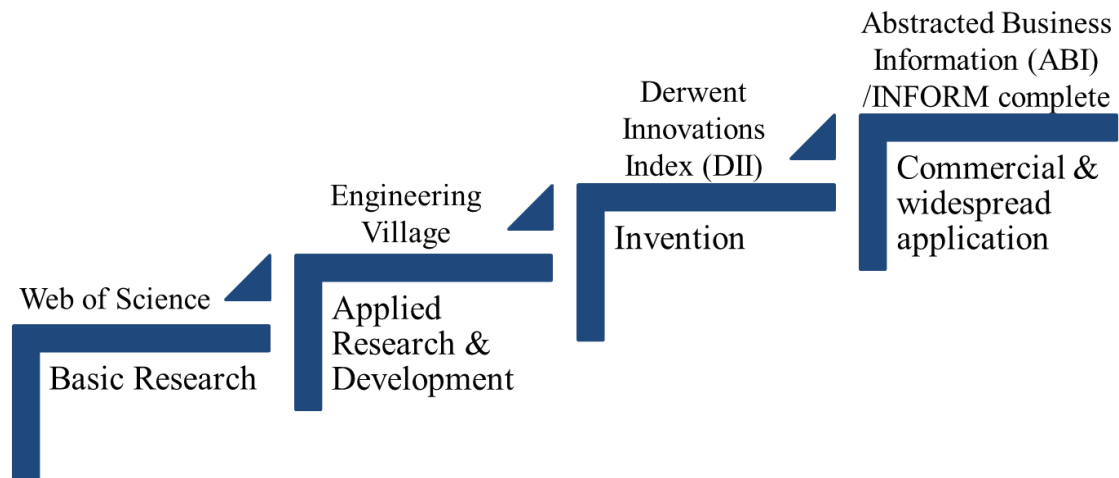 Web of Science
Basic Research
Engineering
Village
Applied
Research &
Development
Derwent
Innovations
Index (DII)
Invention
Abstracted Business
Information (ABI)
/INFORM complete
Commercial &
widespread
application